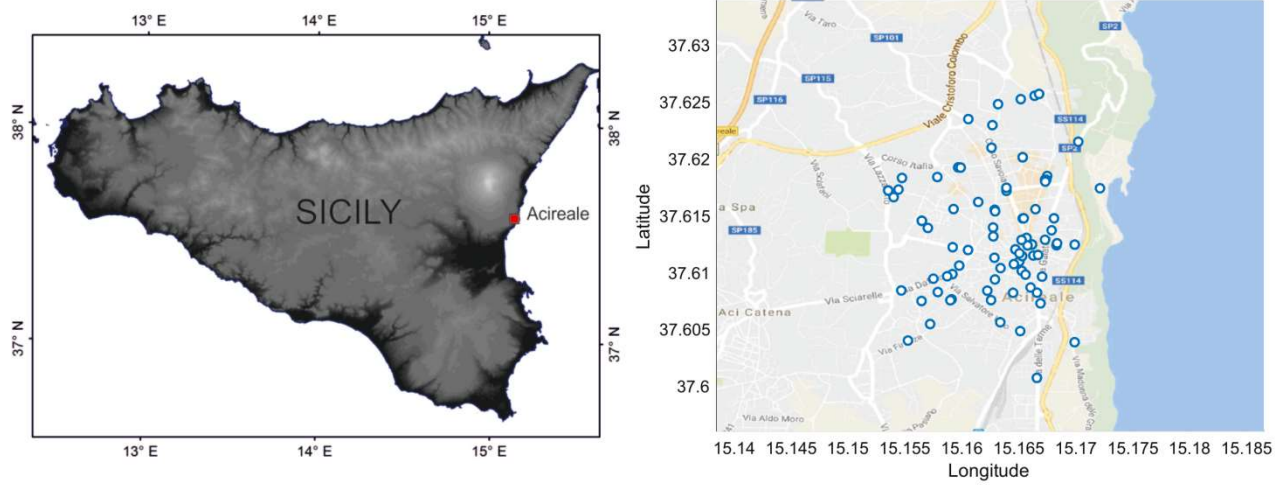 13° E 14° E 15° E
38° N
37° N
38° N
37° N
SICILY
Acireale
13° E 14° E 15° E
Latitude
37.63
37.625
37.62
37.615
37.61
37.605
37.6
Via Taro
SP101
SP2
Viale Cristoforo Colombo
SP115
SP116
SS114
SP2
Corso Italia
Via Sciarelle
SP185
SS114
Acireale
Aci Catena
Via Aldo Moro
15.14 15.145 15.15 15.155 15.16 15.165 15.17 15.175 15.18 15.185
Longitude